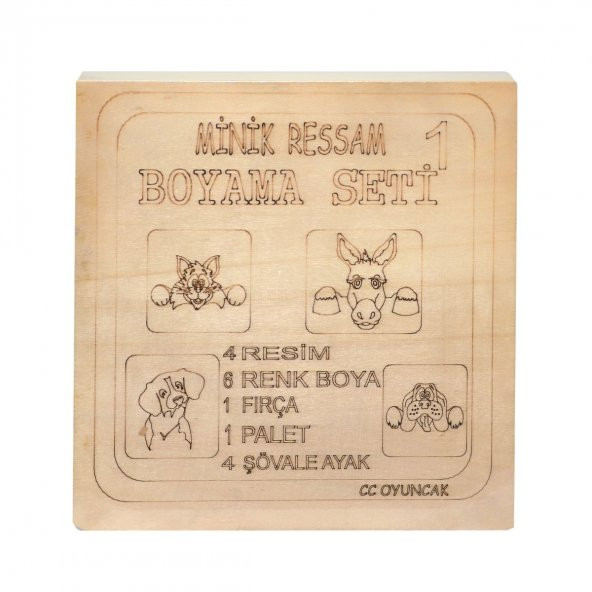 MİNİK RESSAM 1
BOYAMA SETİ
4 RESİM
6 RENK BOYA
1 FIRÇA
1 PALET
4 ŞÖVALE AYAK
CC OYUNCAK